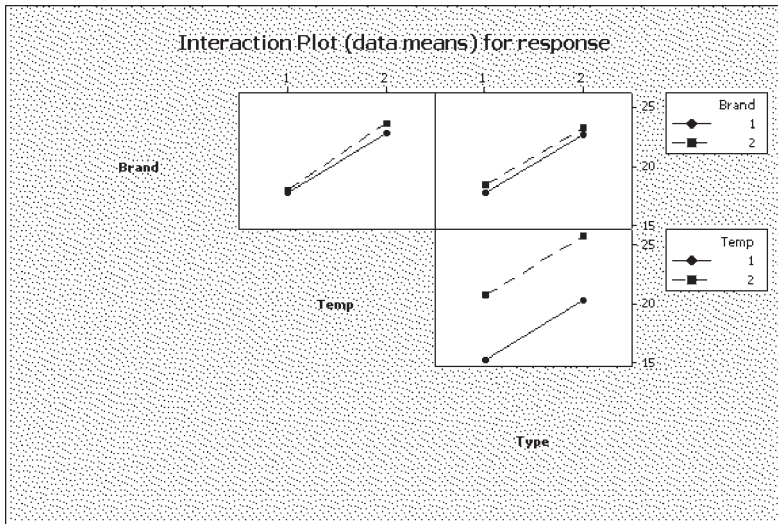 Interaction Plot (data means) for response
1 2 1 2
Brand
25
20
15
Brand
1
2
Temp
25
20
15
Temp
1
2
Type